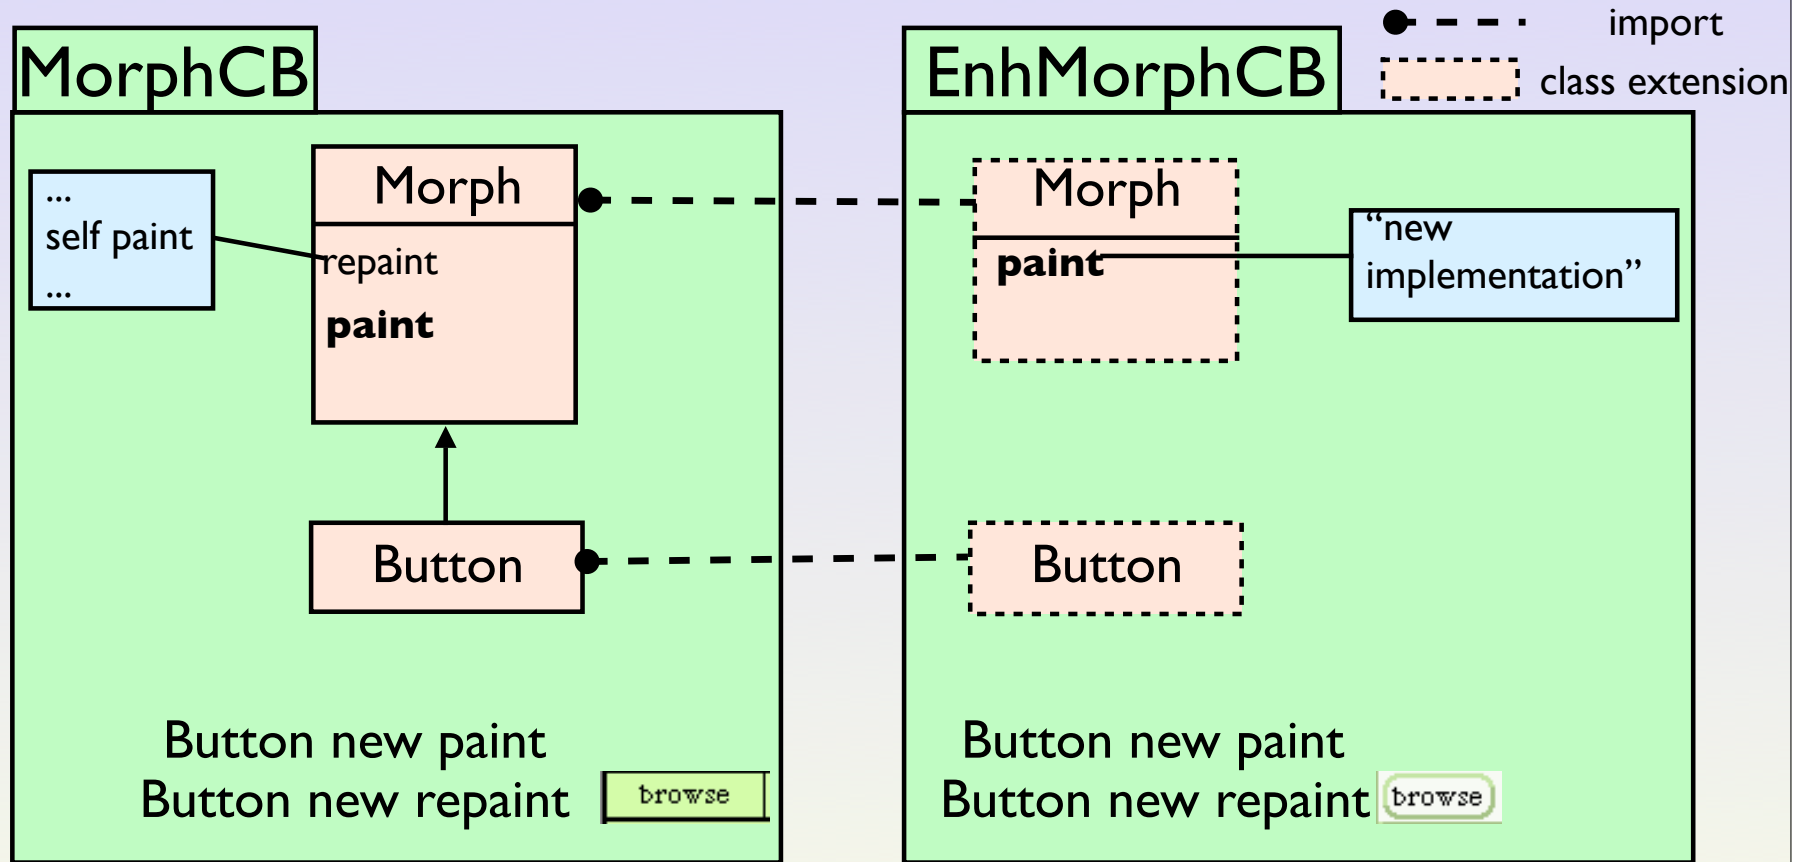 import
class extension
MorphCB
...
self paint
...
Morph
repaint
paint
Button
Button new paint
Button new repaint
browse
EnhMorphCB
Morph
paint
“new
implementation”
Button
Button new paint
Button new repaint
browse